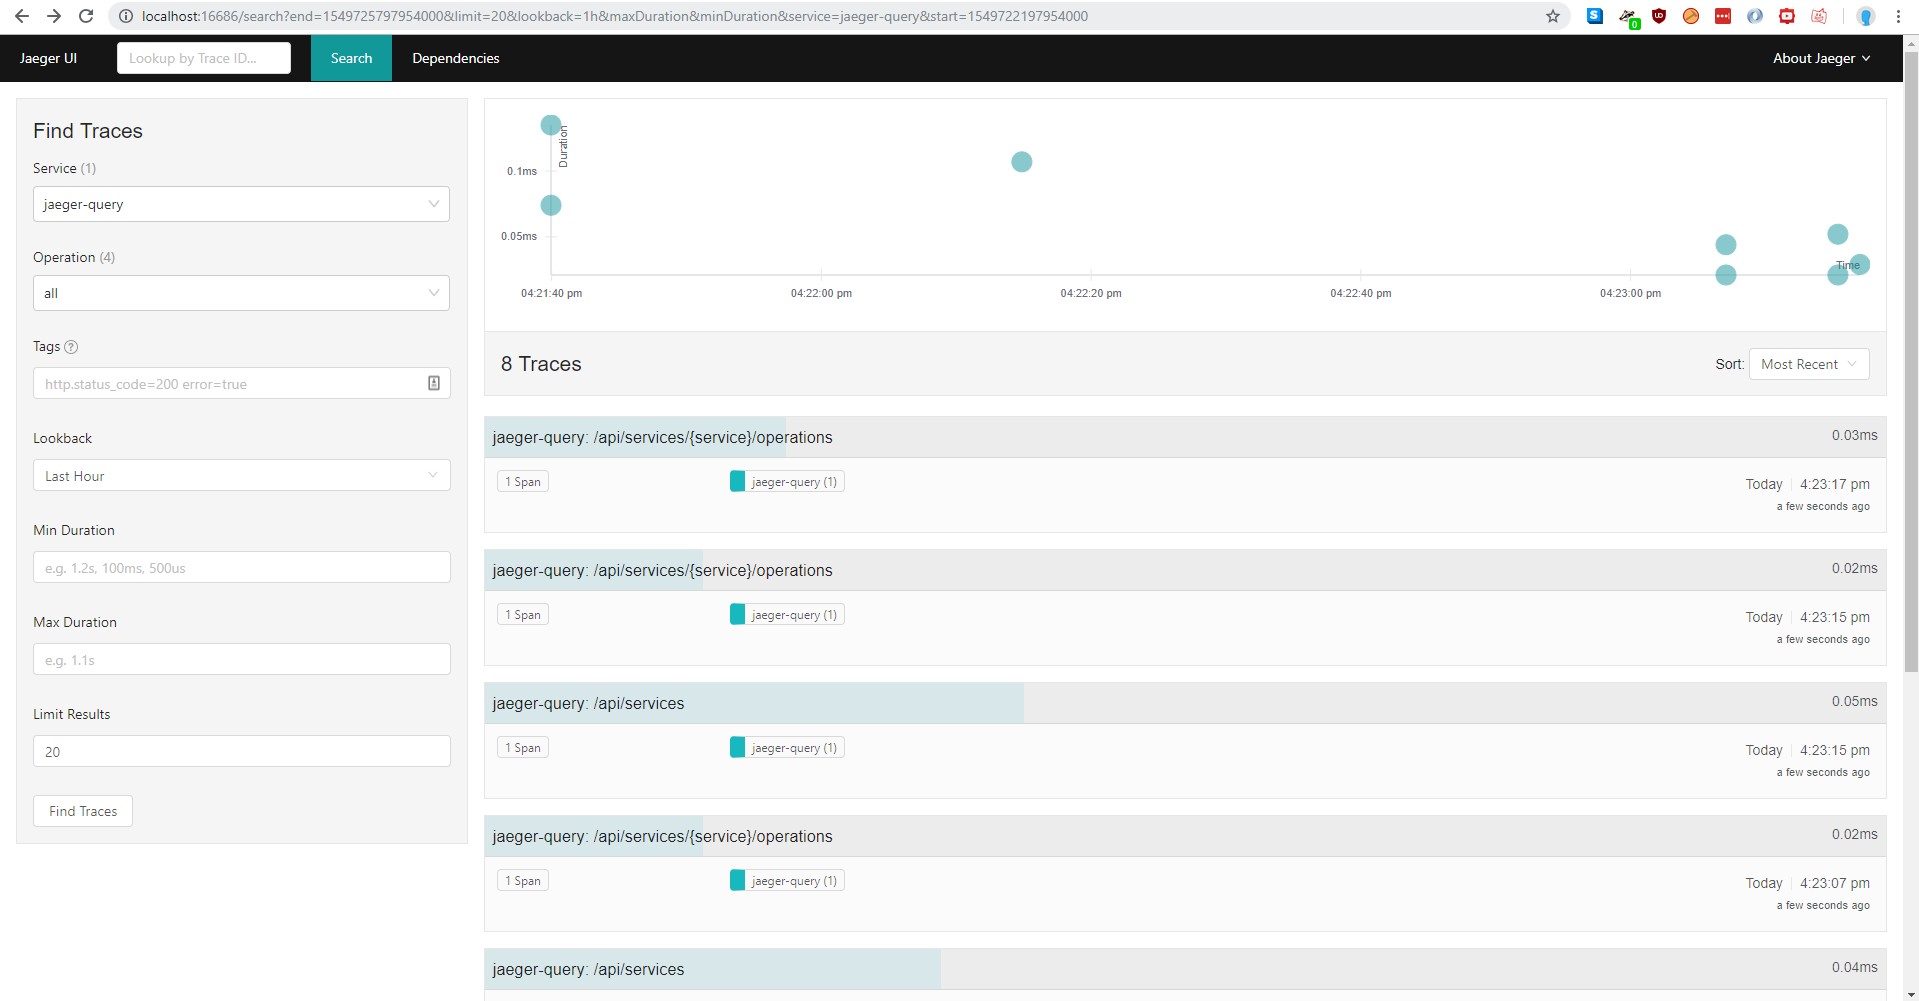 localhost:16686/search?end=1549725797954000&limit=20&lookback=1h&maxDuration&minDuration&service=jaeger-query&start=1549722197954000
Jaeger UI
Lookup by Trace ID...
Search
Dependencies
About Jaeger
Find Traces
Service (1)
jaeger-query
Operation (4)
all
Tags
http.status_code=200 error=true
Lookback
Last Hour
Min Duration
e.g. 1.2s, 100ms, 500us
Max Duration
e.g. 1.1s
Limit Results
20
Find Traces
Duration
0.1ms
0.05ms
Time
04:21:40 pm
04:22:00 pm
04:22:20 pm
04:22:40 pm
04:23:00 pm
8 Traces
Sort: Most Recent
jaeger-query: /api/services/{service}/operations
0.03ms
1 Span
jaeger-query (1)
Today 4:23:17 pm
a few seconds ago
jaeger-query: /api/services/{service}/operations
0.02ms
1 Span
jaeger-query (1)
Today 4:23:15 pm
a few seconds ago
jaeger-query: /api/services
0.05ms
1 Span
jaeger-query (1)
Today 4:23:15 pm
a few seconds ago
jaeger-query: /api/services/{service}/operations
0.02ms
1 Span
jaeger-query (1)
Today 4:23:07 pm
a few seconds ago
jaeger-query: /api/services
0.04ms